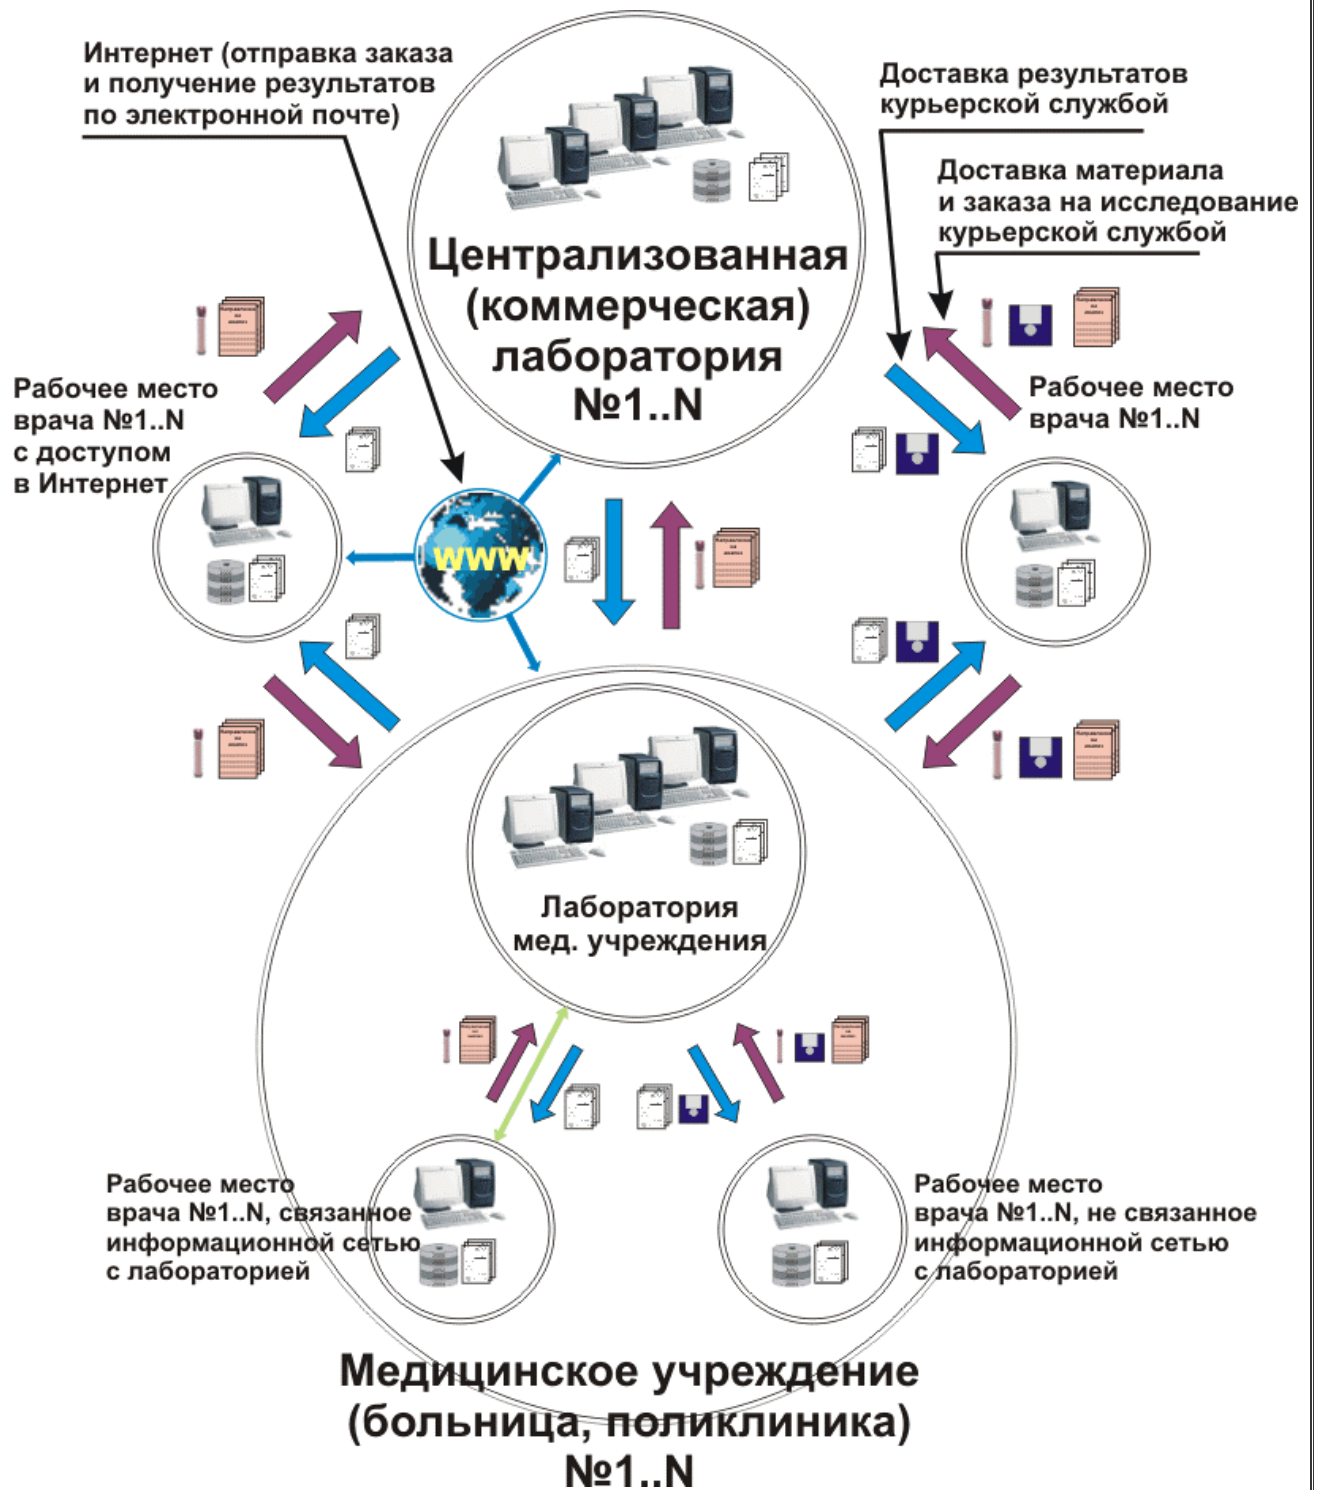 Интернет (отправка заказа
и получение результатов
по электронной почте)
Доставка результатов
курьерской службой
Доставка материала
и заказа на исследование
курьерской службой
Централизованная
(коммерческая)
лаборатория
№1..N
Рабочее место
врача №1..N
с доступом
в Интернет
Рабочее место
врача №1..N
www
Лаборатория
мед. учреждения
Рабочее место
врача №1..N, связанное
информационной сетью
с лабораторией
Рабочее место
врача №1..N, не связанное
информационной сетью
с лабораторией
Медицинское учреждение
(больница, поликлиника)
№1..N